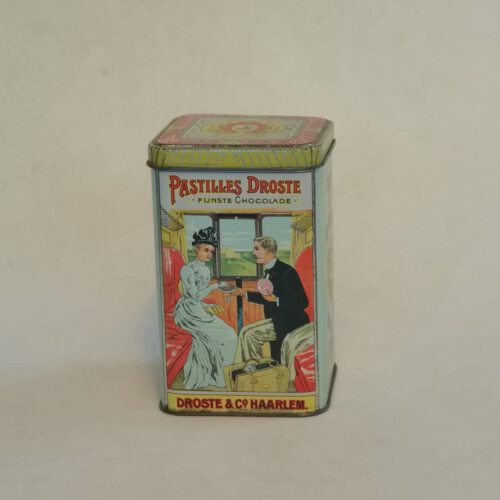 PASTILLES DROSTE
· FIJNSTE CHOCOLADE ·
DROSTE & Co HAARLEM.